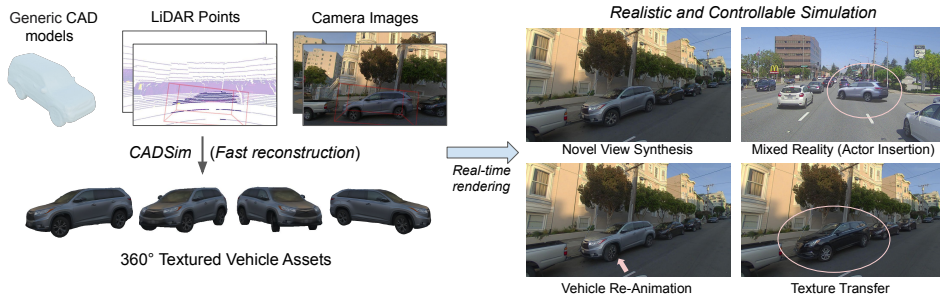 Generic CAD
models
LiDAR Points
Camera Images
CADSim
(Fast reconstruction)
360° Textured Vehicle Assets
Real-time
rendering
Realistic and Controllable Simulation
Novel View Synthesis
Mixed Reality (Actor Insertion)
Vehicle Re-Animation
Texture Transfer